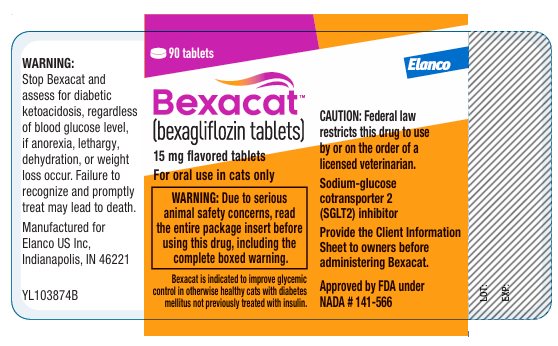 WARNING:
Stop Bexacat and
assess for diabetic
ketoacidosis, regardless
of blood glucose level,
if anorexia, lethargy,
dehydration, or weight
loss occur. Failure to
recognize and promptly
treat may lead to death.
Manufactured for
Elanco US Inc,
Indianapolis, IN 46221
YL103874B
90 tablets
Bexacat™
(bexagliflozin tablets)
15 mg flavored tablets
For oral use in cats only
WARNING: Due to serious
animal safety concerns, read
the entire package insert before
using this drug, including the
complete boxed warning.
Bexacat is indicated to improve glycemic
control in otherwise healthy cats with diabetes
mellitus not previously treated with insulin.
Elanco
CAUTION: Federal law
restricts this drug to use
by or on the order of a
licensed veterinarian.
Sodium-glucose
cotransporter 2
(SGLT2) inhibitor
Provide the Client Information
Sheet to owners before
administering Bexacat.
Approved by FDA under
NADA # 141-566
LOT:
EXP: